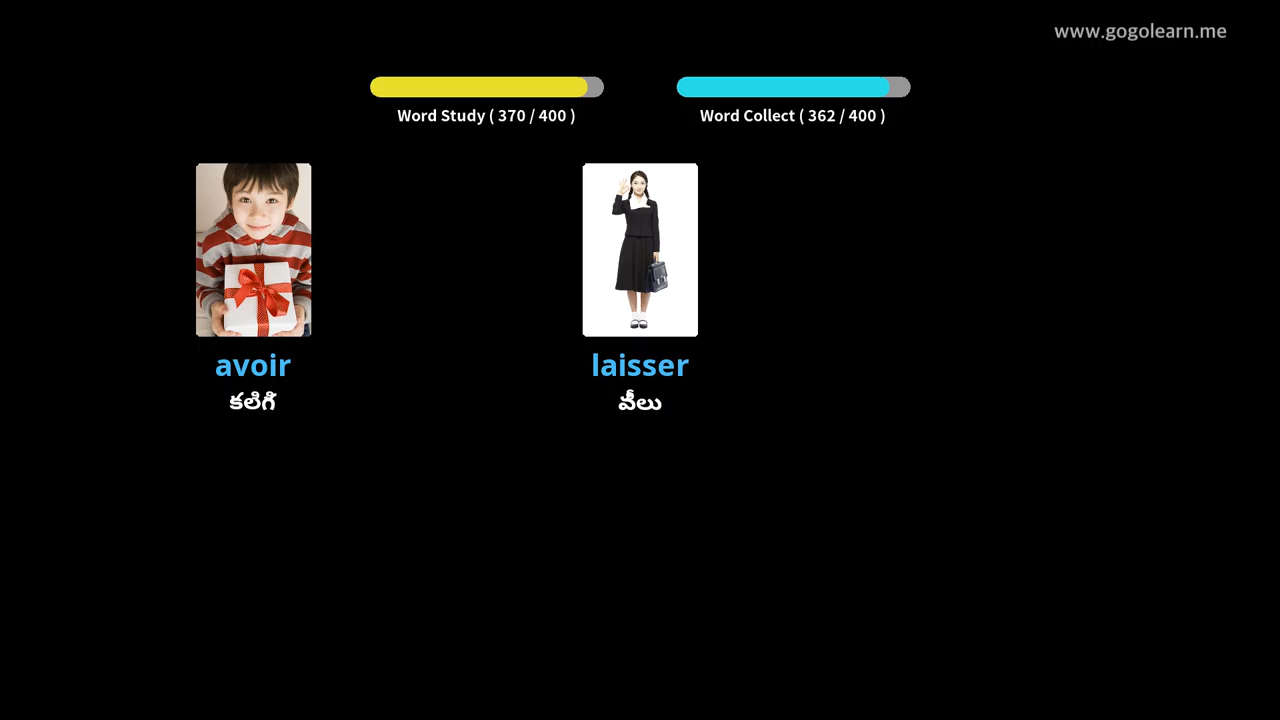 www.gogolearn.me
Word Study ( 370 / 400 )
Word Collect ( 362 / 400 )
avoir
కలిగి
laisser
వీలు